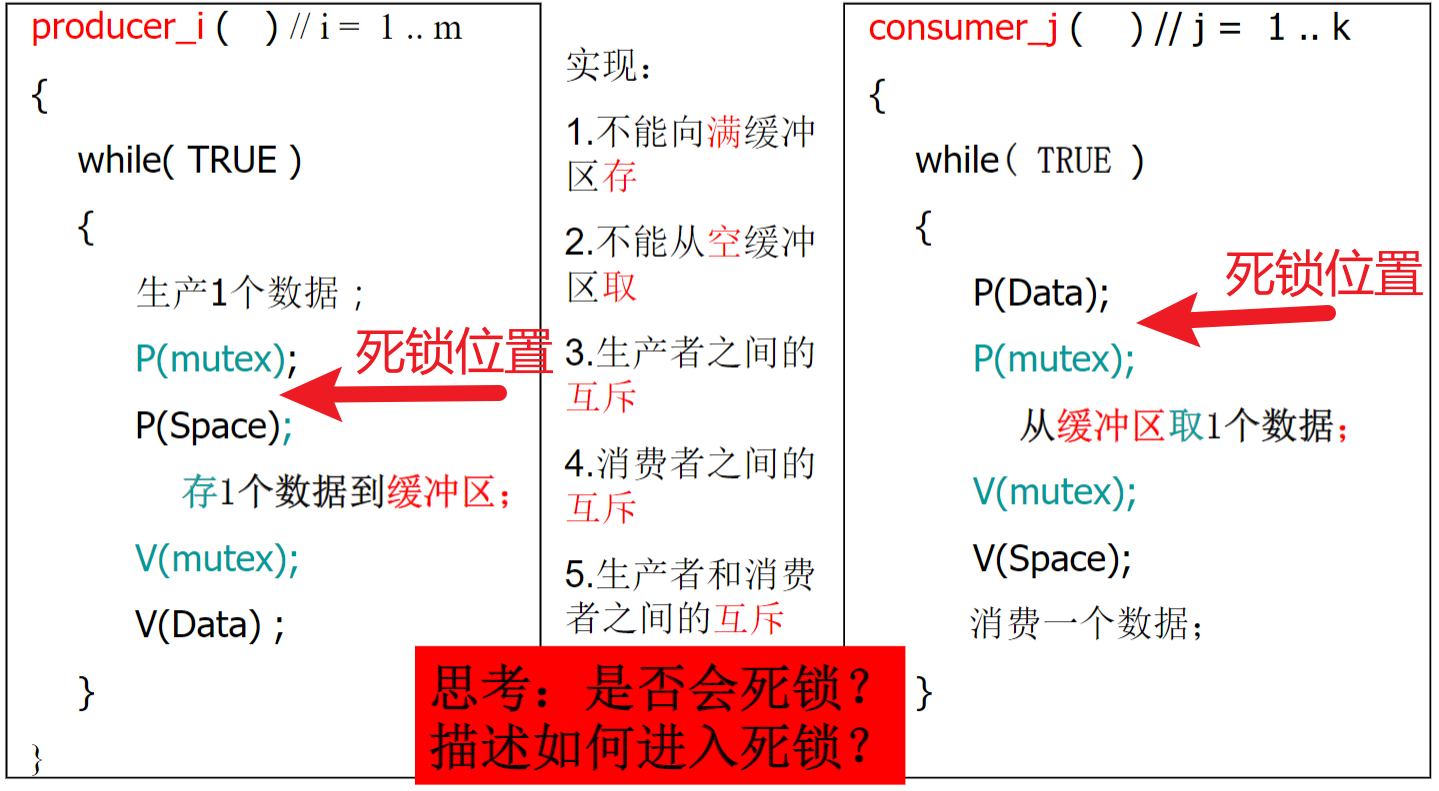 producer_i ( ) // i = 1 .. m
{
while( TRUE )
{
生产1个数据 ;
P(mutex);
死锁位置
P(Space);
存1个数据到缓冲区;
V(mutex);
V(Data) ;
}
}
实现：
1.不能向满缓冲
区存
2.不能从空缓冲
区取
3.生产者之间的
互斥
4.消费者之间的
互斥
5.生产者和消费
者之间的互斥
思考：是否会死锁？
描述如何进入死锁？
consumer_j ( ) // j = 1 .. k
{
while( TRUE )
{
P(Data);
死锁位置
P(mutex);
从缓冲区取1个数据;
V(mutex);
V(Space);
消费一个数据;
}